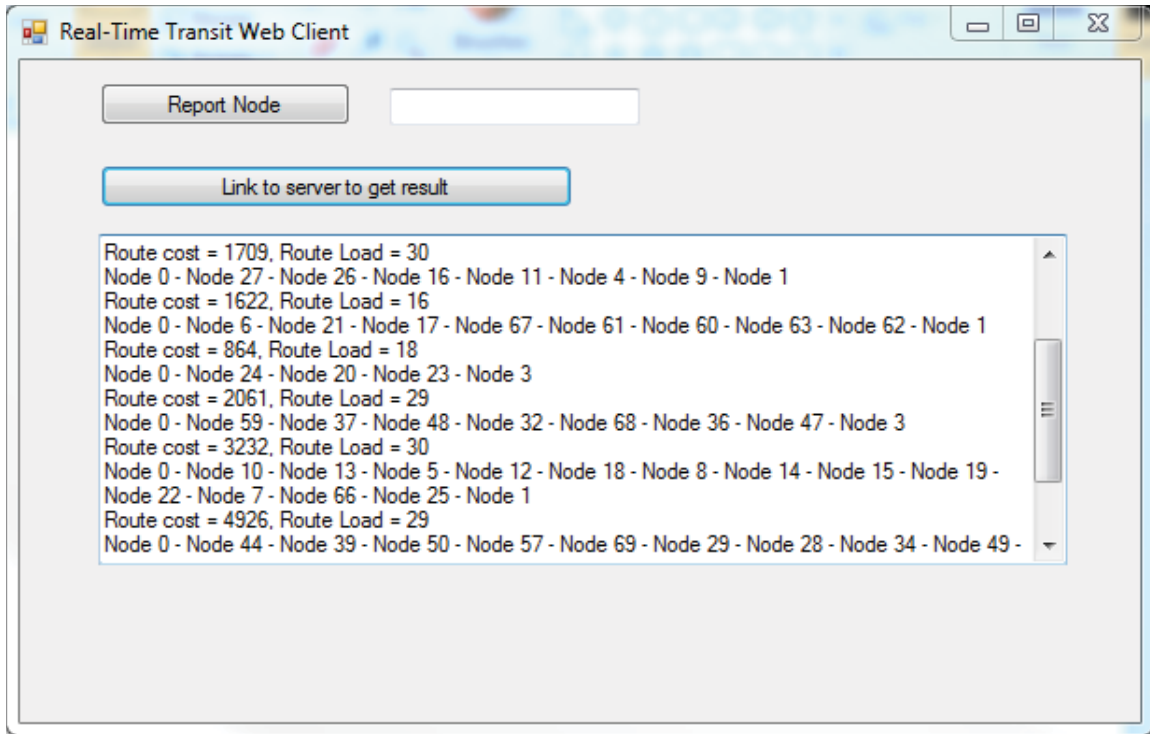 Real-Time Transit Web Client
Report Node
Link to server to get result
Route cost = 1709, Route Load = 30
Node 0 - Node 27 - Node 26 - Node 16 - Node 11 - Node 4 - Node 9 - Node 1
Route cost = 1622, Route Load = 16
Node 0 - Node 6 - Node 21 - Node 17 - Node 67 - Node 61 - Node 60 - Node 63 - Node 62 - Node 1
Route cost = 864, Route Load = 18
Node 0 - Node 24 - Node 20 - Node 23 - Node 3
Route cost = 2061, Route Load = 29
Node 0 - Node 59 - Node 37 - Node 48 - Node 32 - Node 68 - Node 36 - Node 47 - Node 3
Route cost = 3232, Route Load = 30
Node 0 - Node 10 - Node 13 - Node 5 - Node 12 - Node 18 - Node 8 - Node 14 - Node 15 - Node 19 -
Node 22 - Node 7 - Node 66 - Node 25 - Node 1
Route cost = 4926, Route Load = 29
Node 0 - Node 44 - Node 39 - Node 50 - Node 57 - Node 69 - Node 29 - Node 28 - Node 34 - Node 49 -